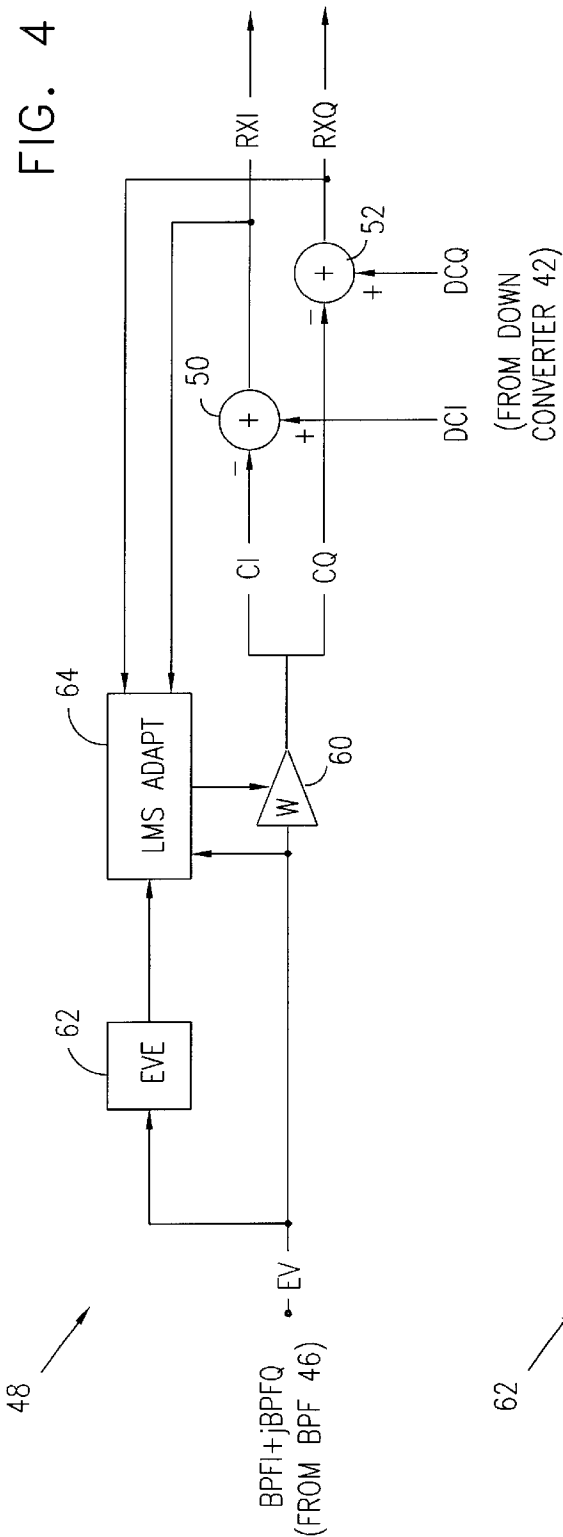 FIG. 4
48
64
LMS ADAPT
62
EVE
50
52
RXI
RXQ
CI
CQ
W
60
+
-
+
+
-
+
EV
BPFI+jBPFQ
(FROM BPF 46)
DCI
DCQ
(FROM DOWN
CONVERTER 42)
62